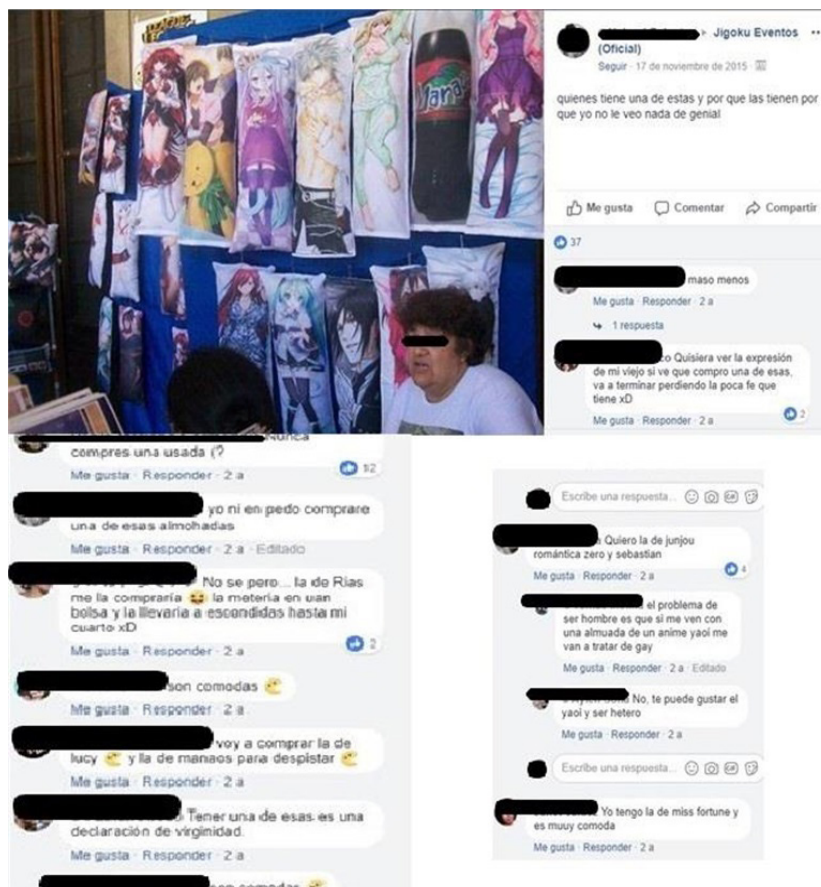 Jigoku Eventos
(Oficial)
Seguir · 17 de noviembre de 2015
quienes tiene una de estas y por que las tienen por
que yo no le veo nada de genial
Me gusta Comentar Compartir
37
maso menos
Me gusta · Responder · 2 a
1 respuesta
co Quisiera ver la expresión
de mi viejo si ve que compro una de esas,
va a terminar perdiendo la poca fe que
tiene xD
2
Me gusta · Responder · 2 a
Mana
Nunca
compres una usada (?
12
Me gusta · Responder · 2 a
yo ni en pedo comprare
una de esas almohadas
Me gusta · Responder · 2 a · Editado
No se pero... la de Rias
me la compraría la meteria en uan
bolsa y la llevaria a escondidas hasta mi
cuarto xD
2
Me gusta · Responder · 2 a
son comodas
Me gusta · Responder · 2 a
voy a comprar la de
lucy y la de manaos para despistar
Me gusta · Responder · 2 a
Tener una de esas es una
declaración de virginidad.
Me gusta · Responder · 2 a
son comodas
Escribe una respuesta...
Quiero la de junjou
romántica zero y sebastian
4
Me gusta · Responder · 2 a
el problema de
ser hombre es que si me ven con
una almuada de un anime yaoi me
van a tratar de gay
Me gusta · Responder · 2 a · Editado
No, te puede gustar el
yaoi y ser hetero
Me gusta · Responder · 2 a
Escribe una respuesta...
Yo tengo la de miss fortune y
es muuy comoda
Me gusta · Responder · 2 a